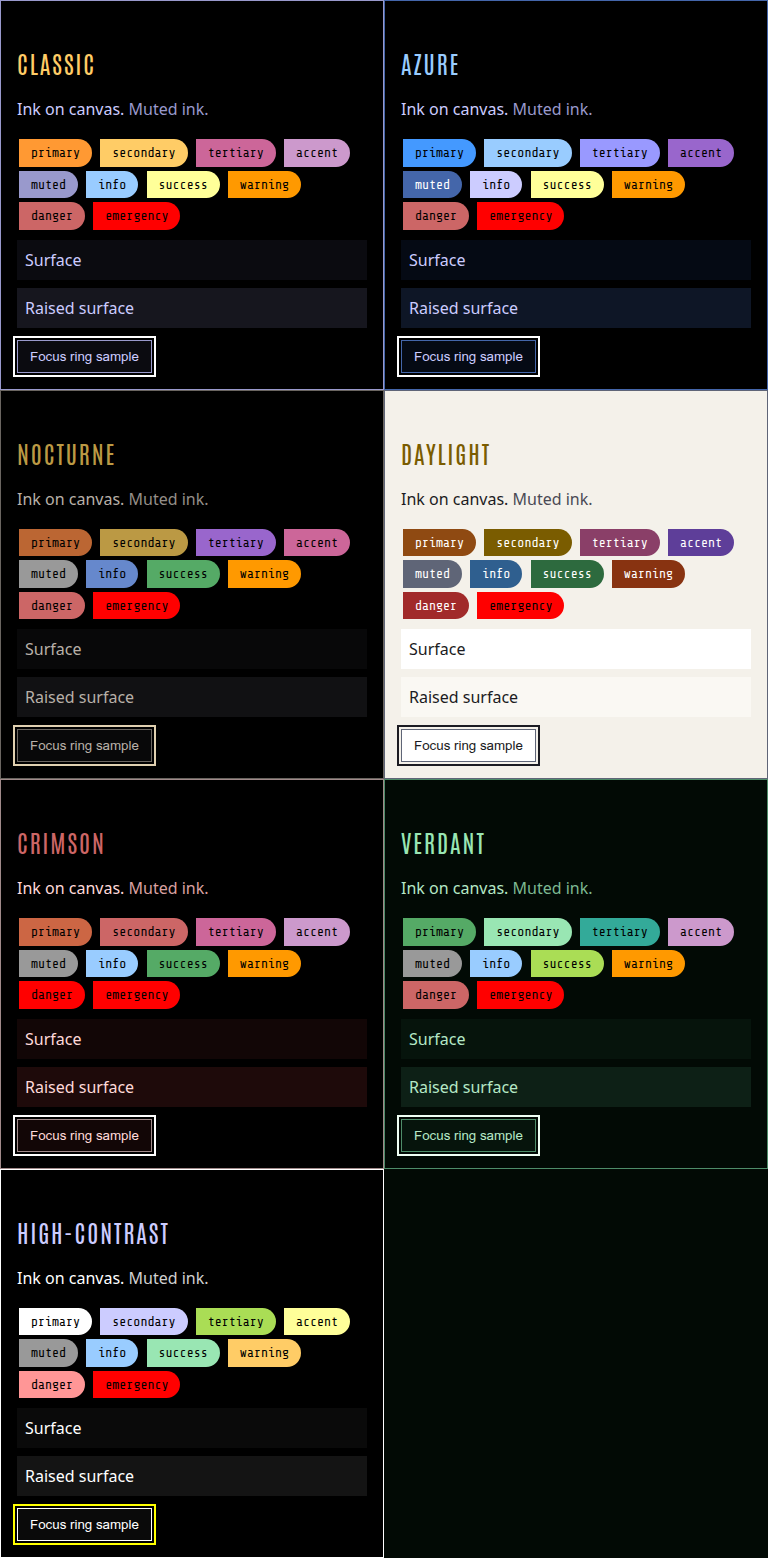 CLASSIC
Ink on canvas. Muted ink.
primary secondary tertiary accent
muted info success warning
danger emergency
Surface
Raised surface
Focus ring sample
AZURE
Ink on canvas. Muted ink.
primary secondary tertiary accent
muted info success warning
danger emergency
Surface
Raised surface
Focus ring sample
NOCTURNE
Ink on canvas. Muted ink.
primary secondary tertiary accent
muted info success warning
danger emergency
Surface
Raised surface
Focus ring sample
DAYLIGHT
Ink on canvas. Muted ink.
primary secondary tertiary accent
muted info success warning
danger emergency
Surface
Raised surface
Focus ring sample
CRIMSON
Ink on canvas. Muted ink.
primary secondary tertiary accent
muted info success warning
danger emergency
Surface
Raised surface
Focus ring sample
VERDANT
Ink on canvas. Muted ink.
primary secondary tertiary accent
muted info success warning
danger emergency
Surface
Raised surface
Focus ring sample
HIGH-CONTRAST
Ink on canvas. Muted ink.
primary secondary tertiary accent
muted info success warning
danger emergency
Surface
Raised surface
Focus ring sample